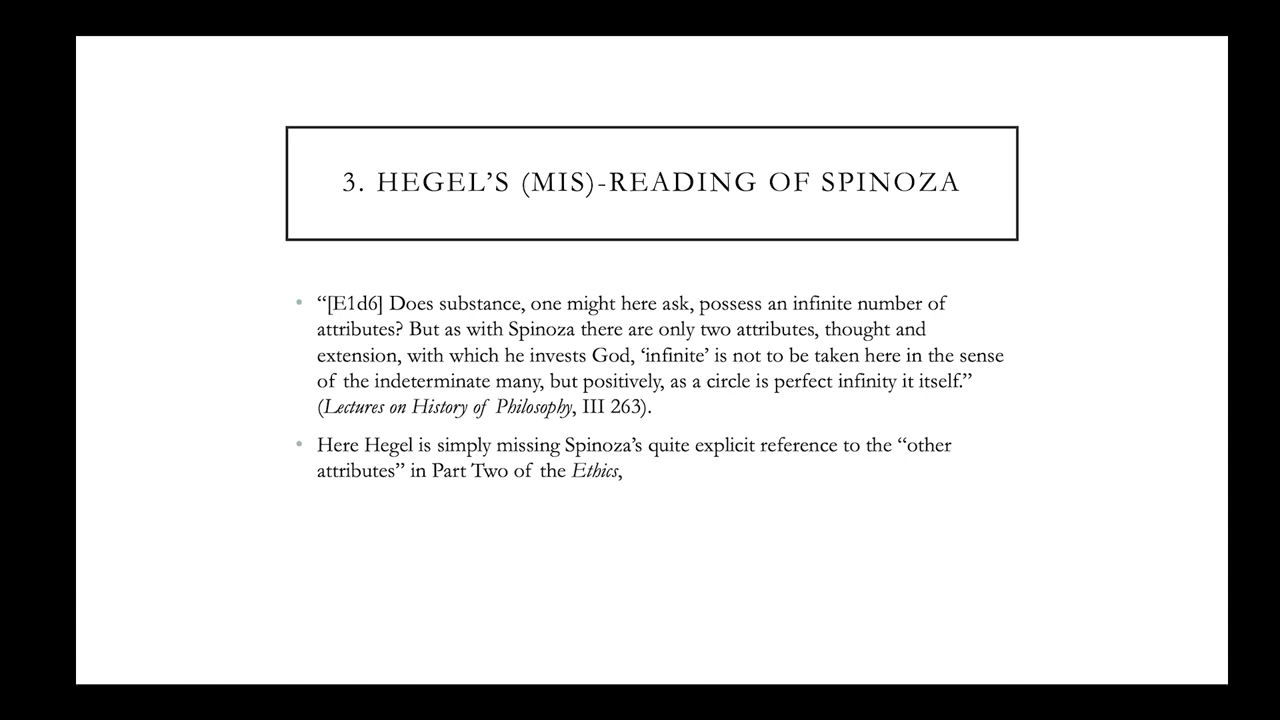 3. HEGEL’S (MIS)-READING OF SPINOZA
• “[E1d6] Does substance, one might here ask, possess an infinite number of
attributes? But as with Spinoza there are only two attributes, thought and
extension, with which he invests God, ‘infinite’ is not to be taken here in the sense
of the indeterminate many, but positively, as a circle is perfect infinity it itself.”
(Lectures on History of Philosophy, III 263).
• Here Hegel is simply missing Spinoza’s quite explicit reference to the “other
attributes” in Part Two of the Ethics,